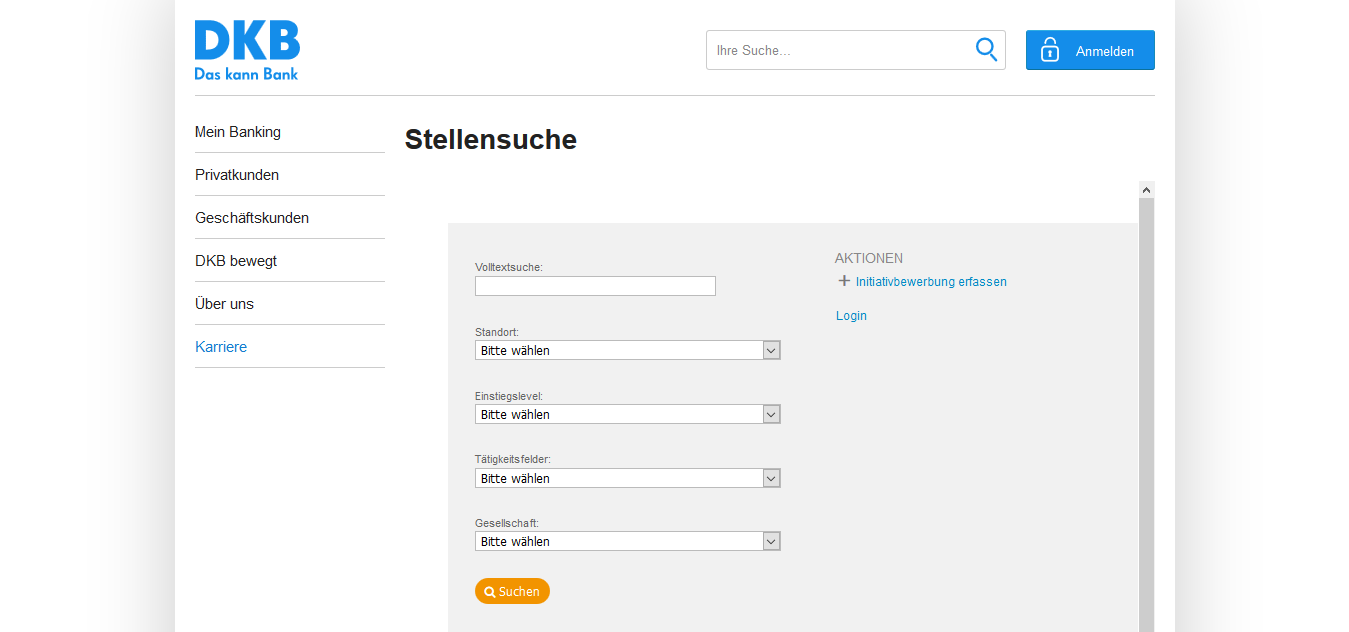 DKB
Das kann Bank
Ihre Suche...
Anmelden
Mein Banking
Privatkunden
Geschäftskunden
DKB bewegt
Über uns
Karriere
Stellensuche
Volltextsuche:
Standort:
Bitte wählen
Einstiegslevel:
Bitte wählen
Tätigkeitsfelder:
Bitte wählen
Gesellschaft:
Bitte wählen
Suchen
AKTIONEN
Initiativbewerbung erfassen
Login